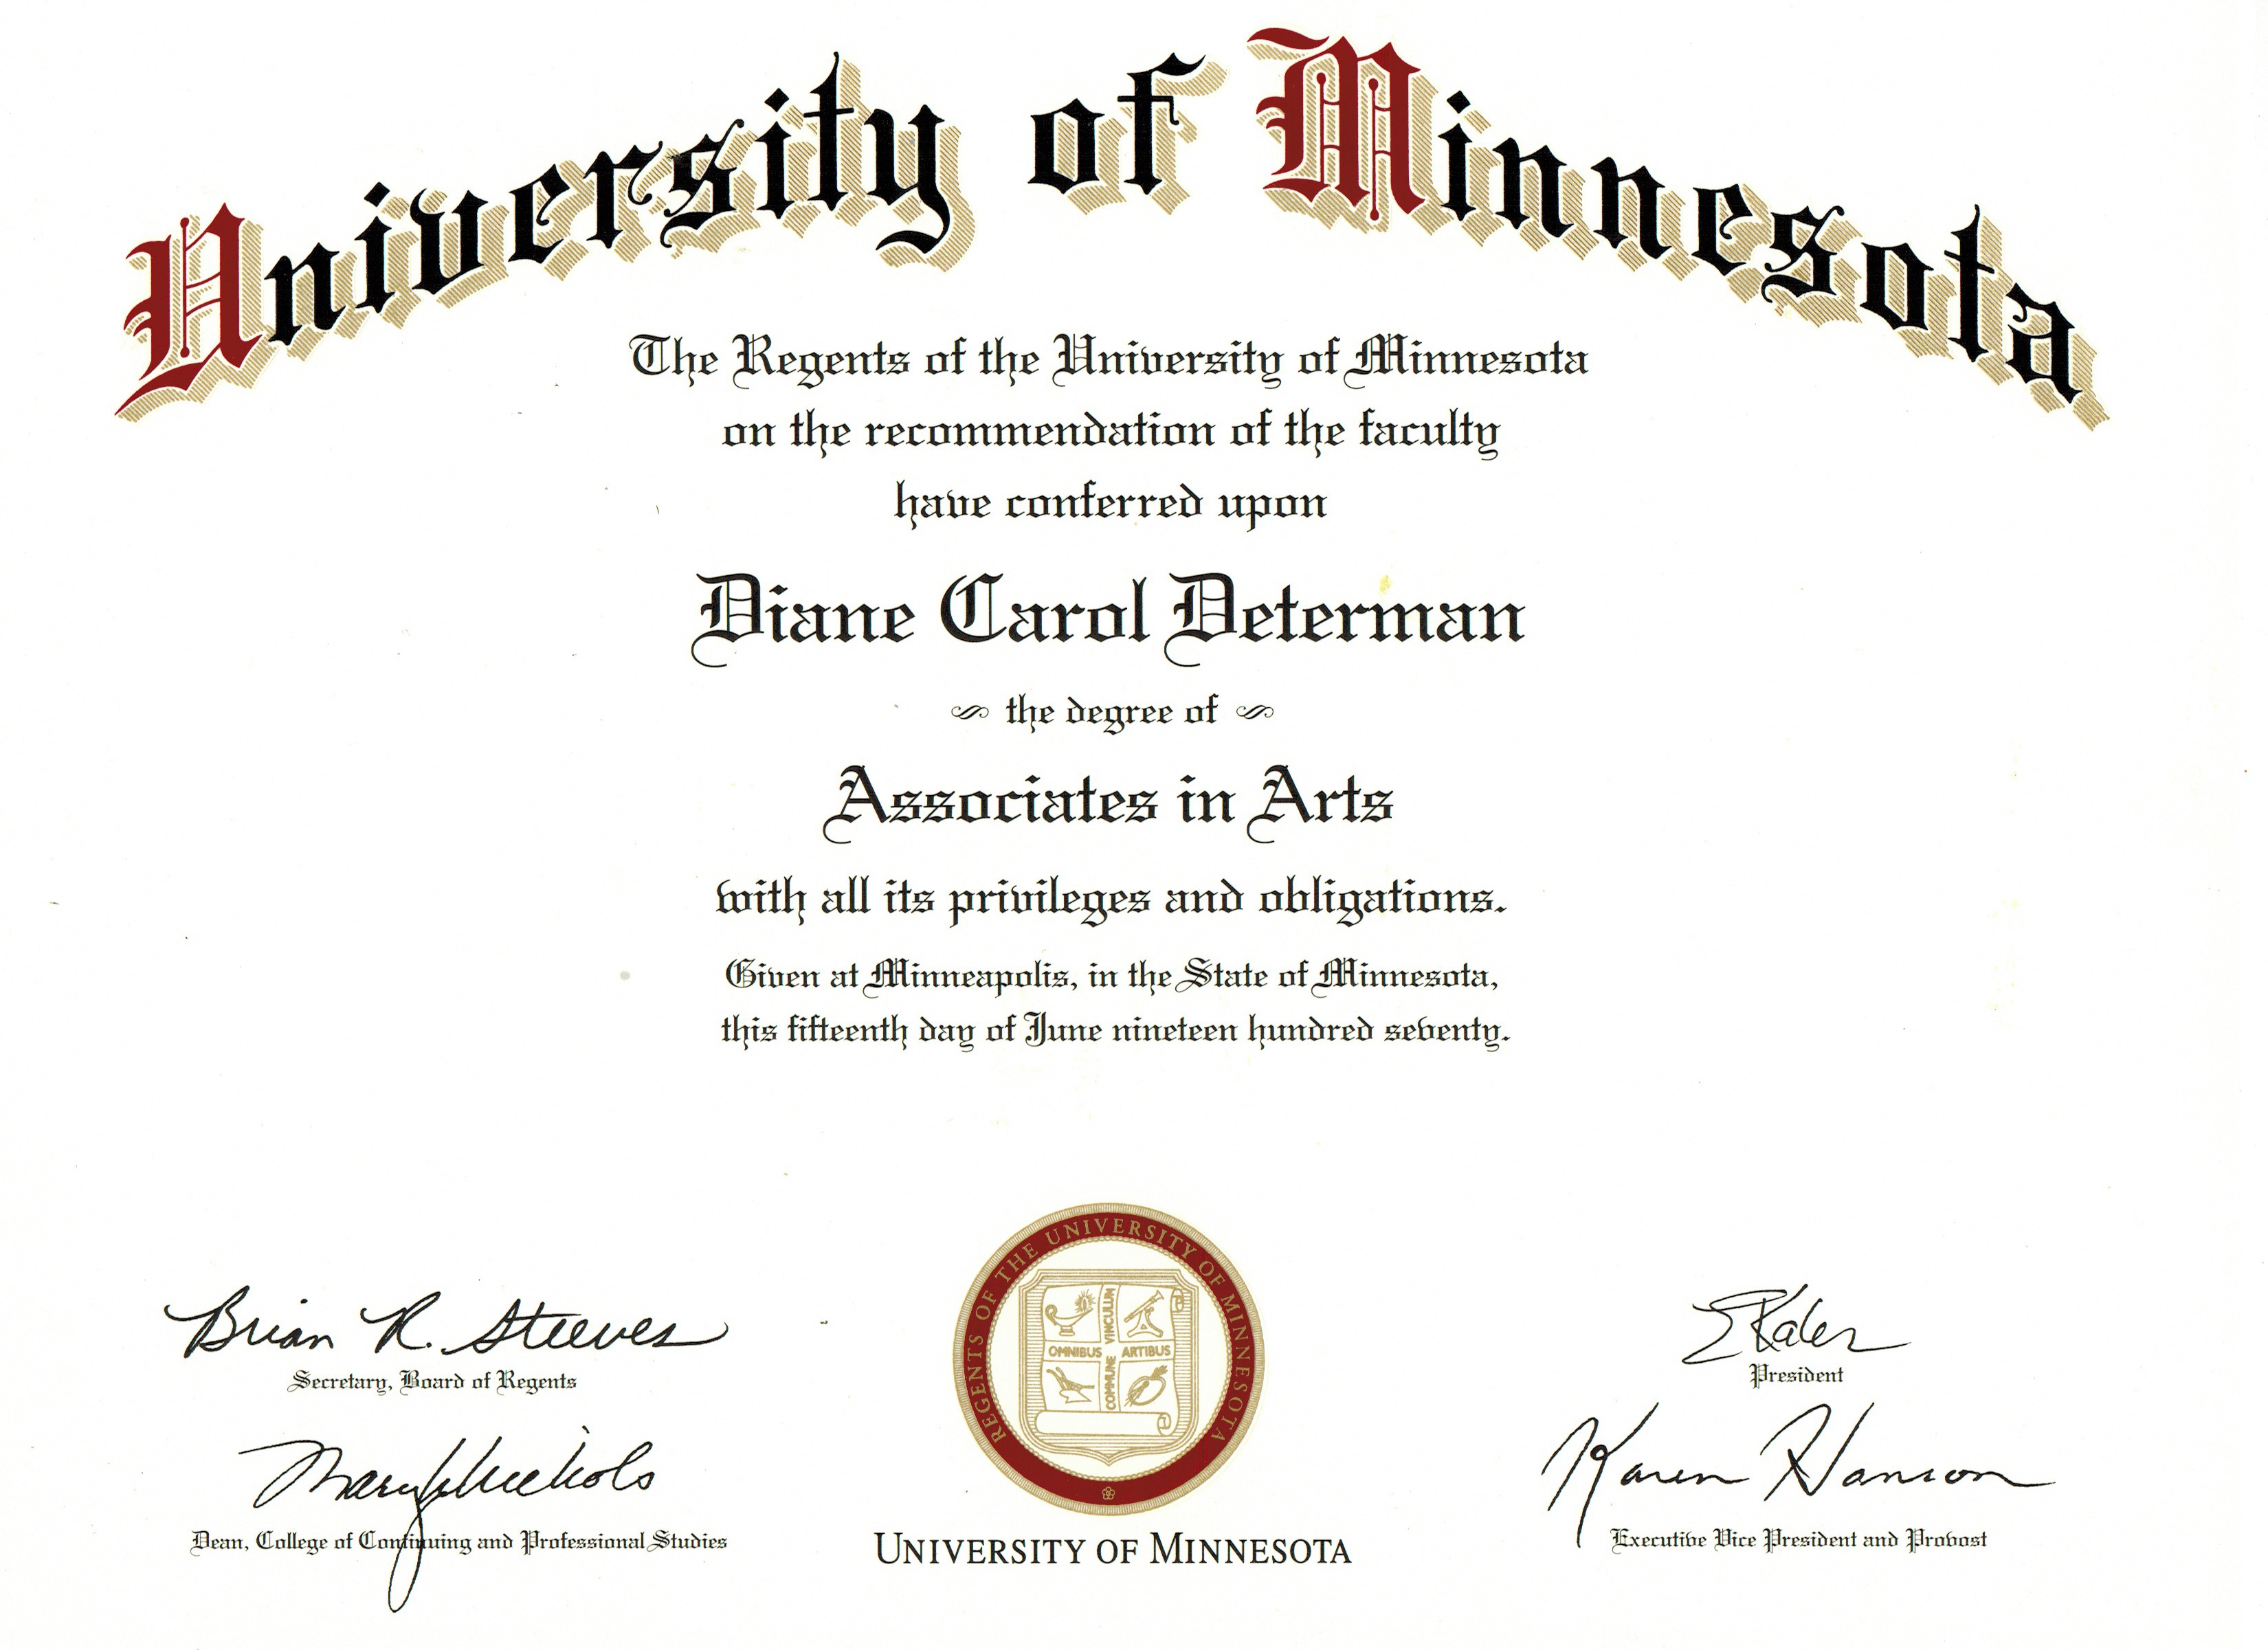 University of Minnesota
The Regents of the University of Minnesota
on the recommendation of the faculty
have conferred upon
Diane Carol Determan
the degree of
Associates in Arts
with all its privileges and obligations.
Given at Minneapolis, in the State of Minnesota,
this fifteenth day of June nineteen hundred seventy.
Brian R. Steeves
Secretary, Board of Regents
Mary Nichols
Dean, College of Continuing and Professional Studies
REGENTS OF THE UNIVERSITY OF MINNESOTA
OMNIBUS ARTIBUS
COMMUNE VINCULUM
UNIVERSITY OF MINNESOTA
E Kaler
President
Karen Hanson
Executive Vice President and Provost